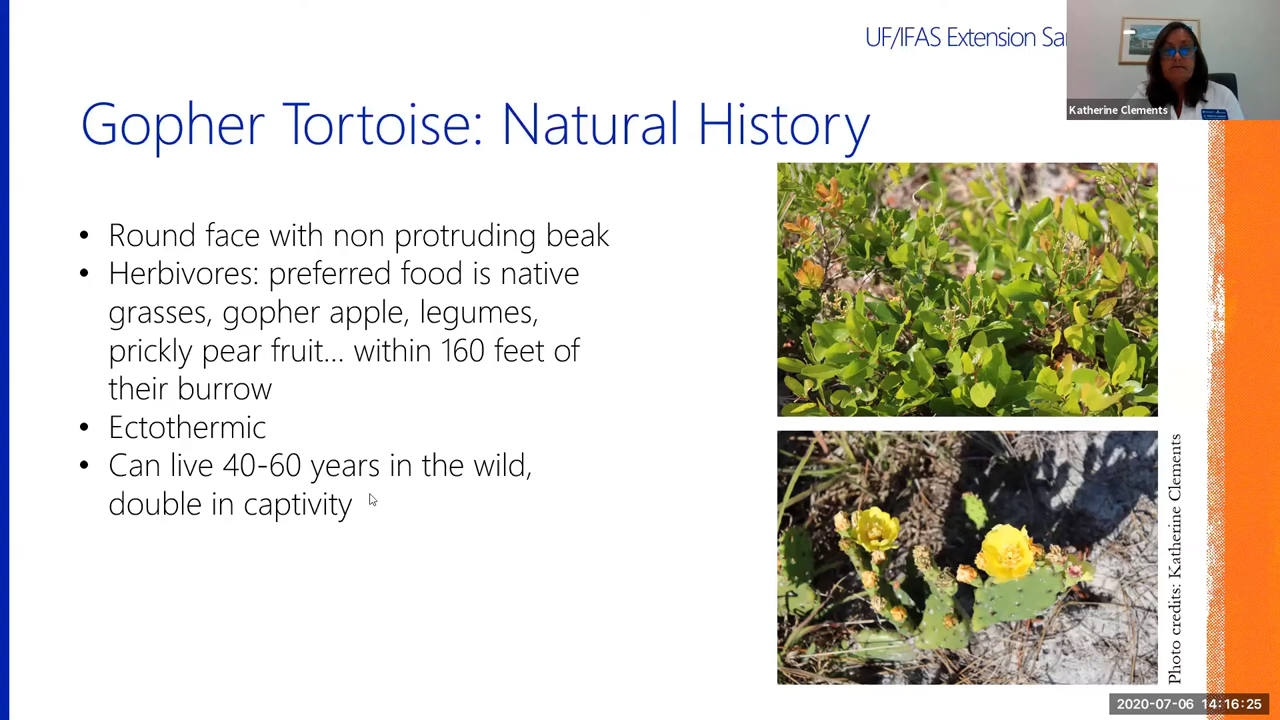 UF/IFAS Extension
Katherine Clements
Gopher Tortoise: Natural History
• Round face with non protruding beak
• Herbivores: preferred food is native
grasses, gopher apple, legumes,
prickly pear fruit... within 160 feet of
their burrow
• Ectothermic
• Can live 40-60 years in the wild,
double in captivity
Photo credits: Katherine Clements
2020-07-06 14:16:25